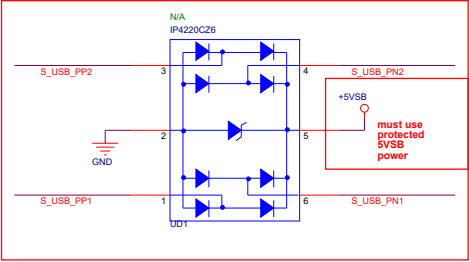 N/A
IP4220CZ6
S_USB_PP2
3
4
S_USB_PN2
+5VSB
must use
protected
5VSB
power
2
5
GND
S_USB_PP1
1
6
S_USB_PN1
UD1